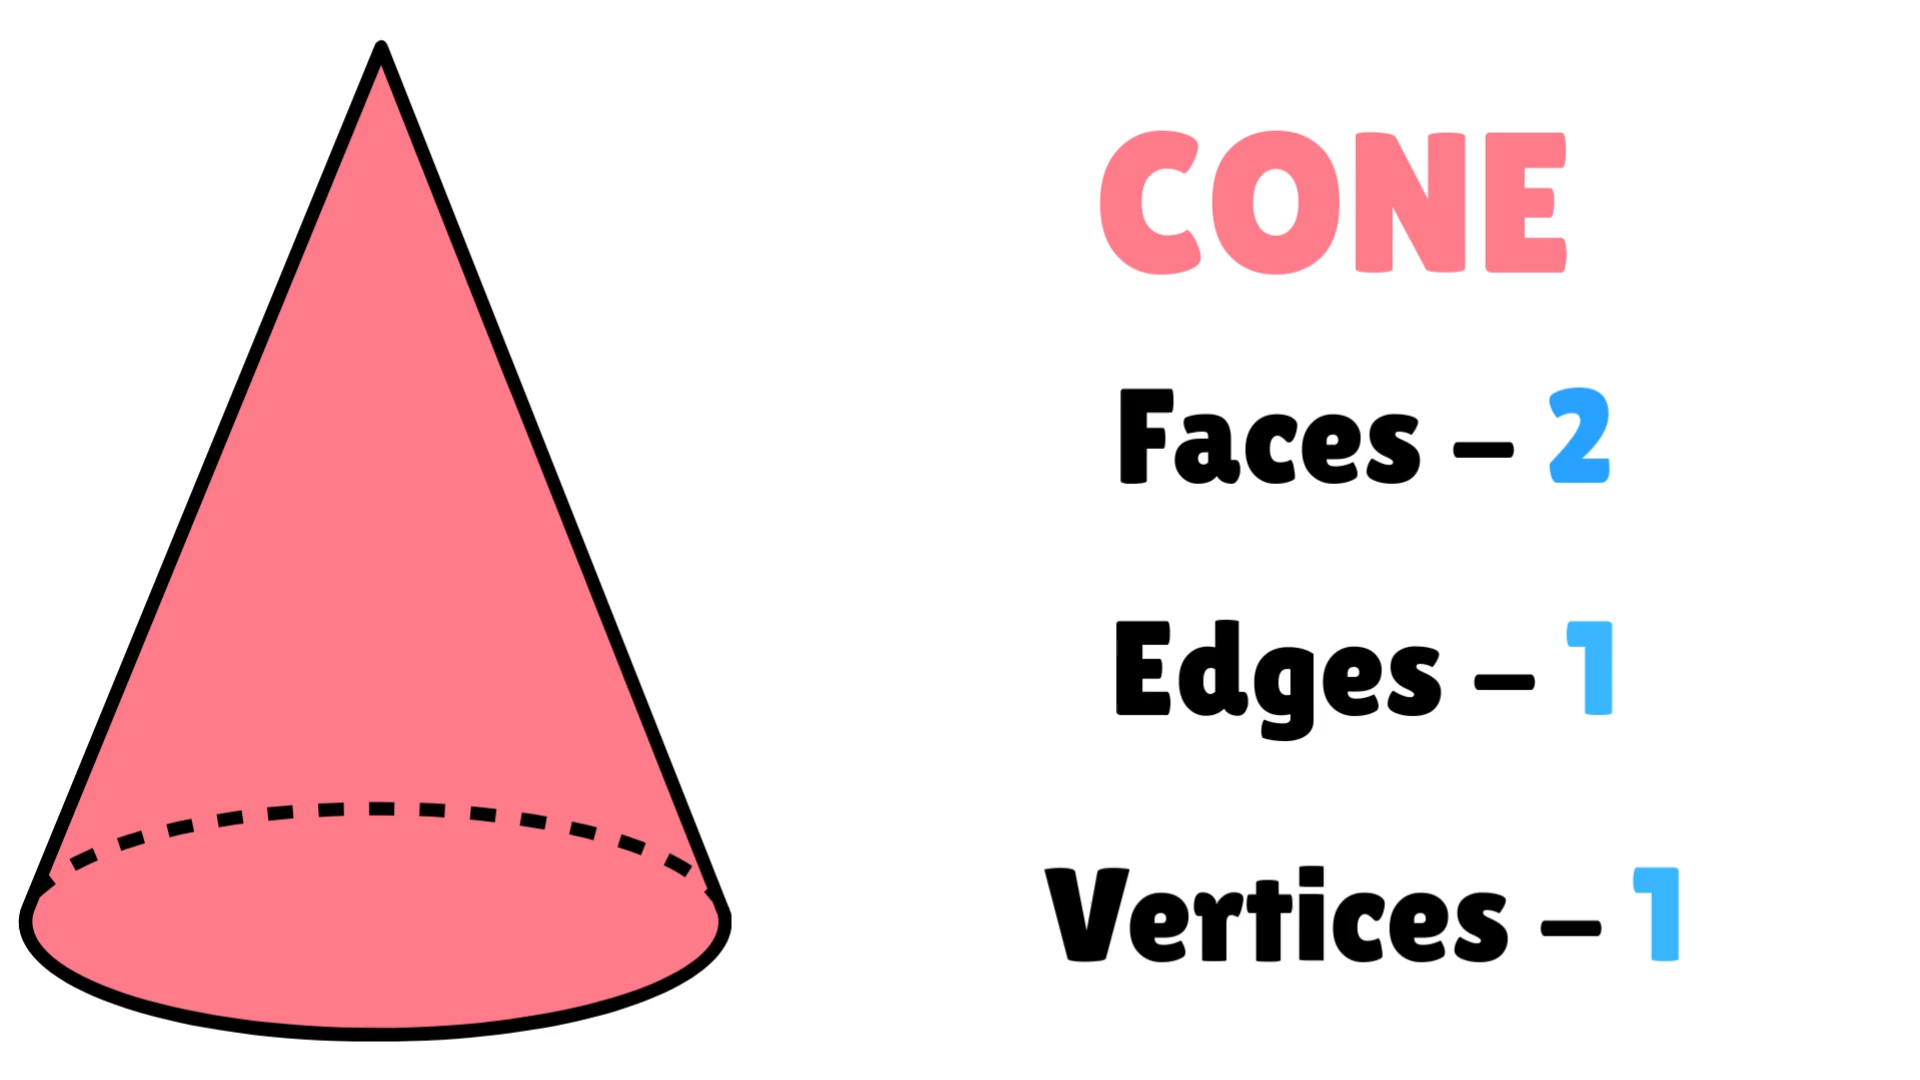 CONE
Faces – 2
Edges – 1
Vertices – 1